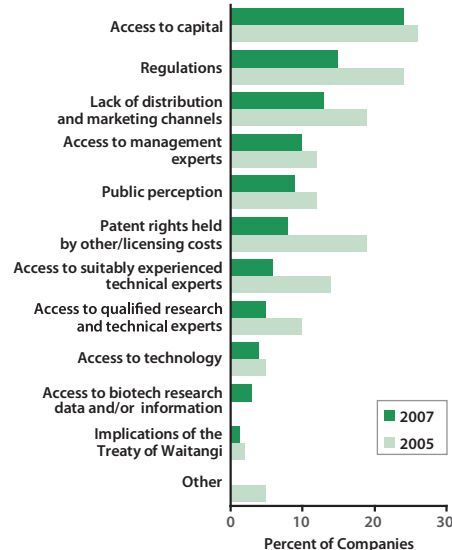 Access to capital
Regulations
Lack of distribution
and marketing channels
Access to management
experts
Public perception
Patent rights held
by other/licensing costs
Access to suitably experienced
technical experts
Access to qualified research
and technical experts
Access to technology
Access to biotech research
data and/or information
Implications of the
Treaty of Waitangi
Other
2007
2005
0 10 20 30
Percent of Companies